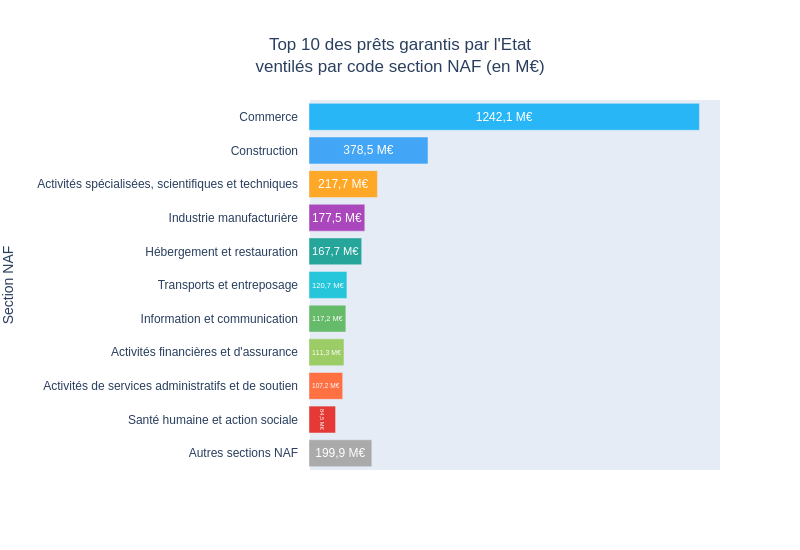 Top 10 des prêts garantis par l'Etat
ventilés par code section NAF (en M€)
Section NAF
Commerce 1242,1 M€
Construction 378,5 M€
Activités spécialisées, scientifiques et techniques 217,7 M€
Industrie manufacturière 177,5 M€
Hébergement et restauration 167,7 M€
Transports et entreposage 120,7 M€
Information et communication 117,2 M€
Activités financières et d'assurance 111,3 M€
Activités de services administratifs et de soutien 107,2 M€
Santé humaine et action sociale 84,5 M€
Autres sections NAF 199,9 M€